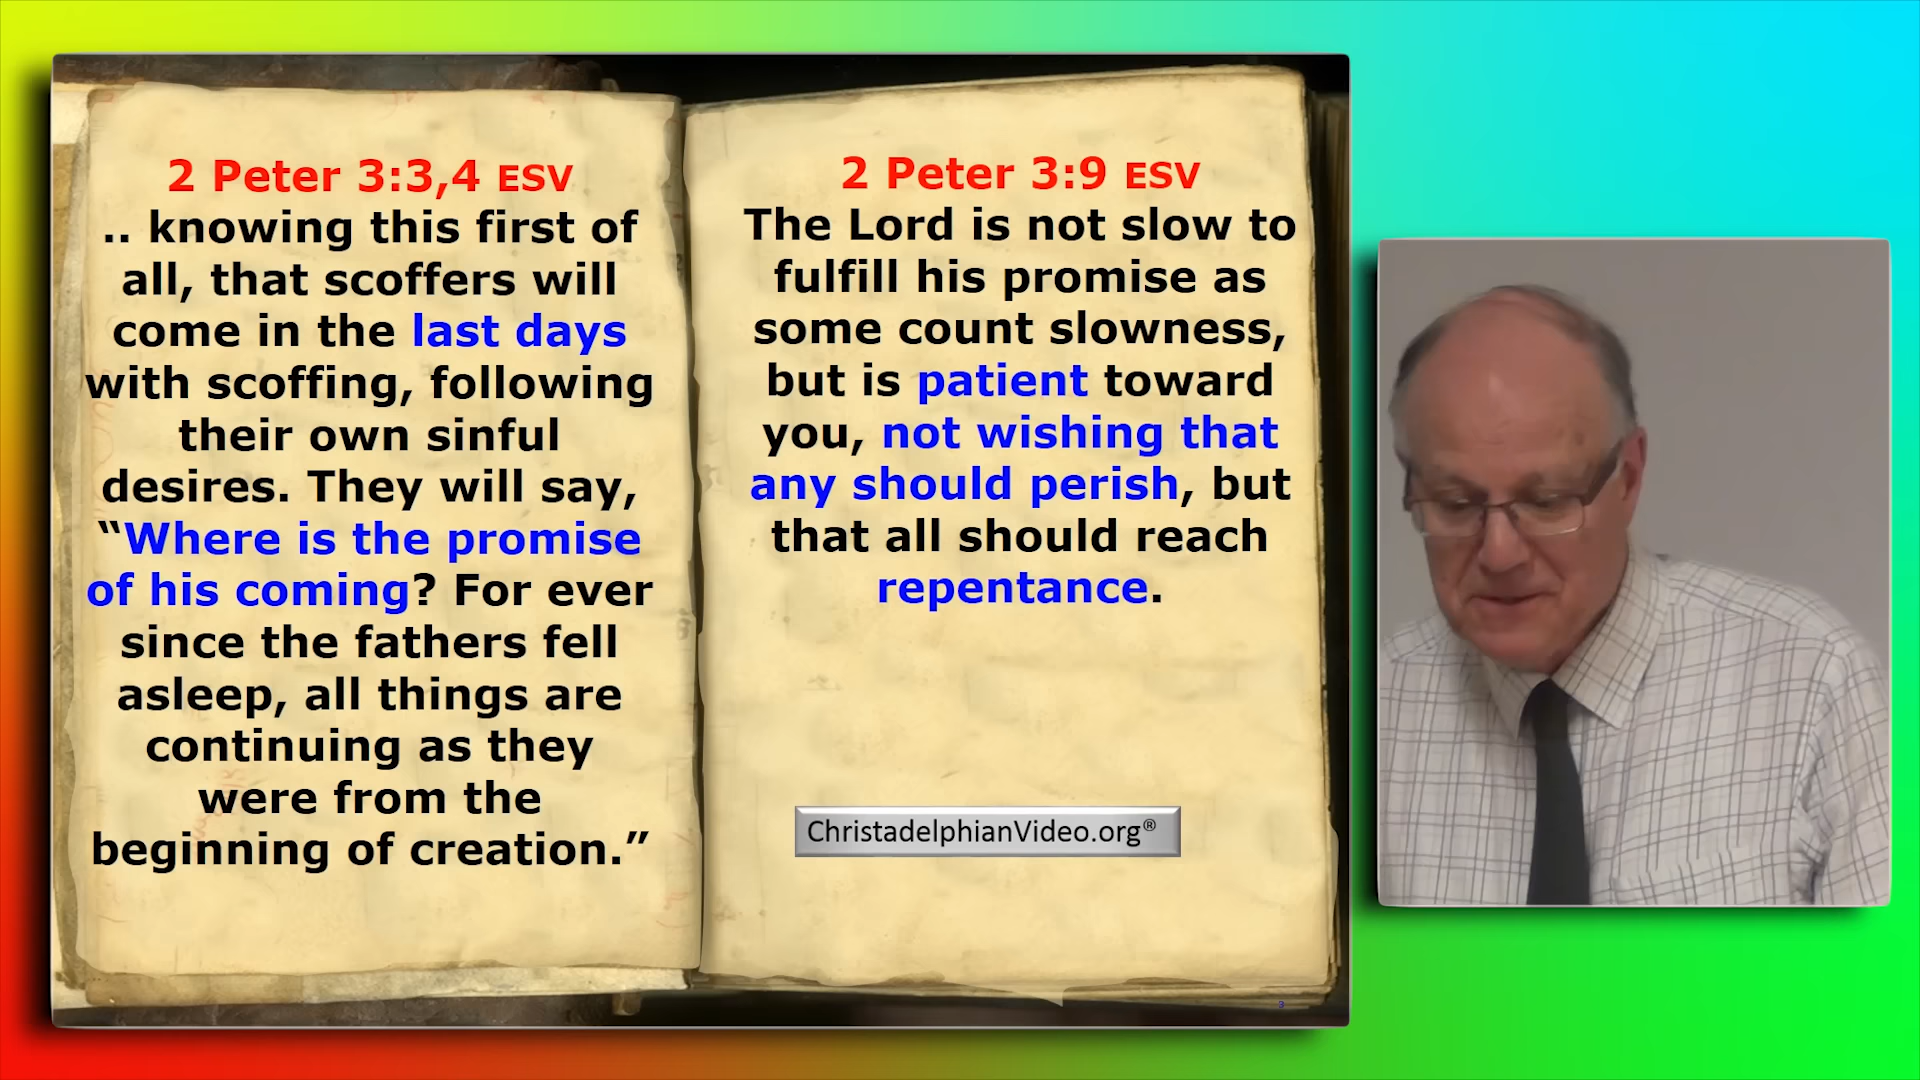 2 Peter 3:3,4 ESV
.. knowing this first of
all, that scoffers will
come in the last days
with scoffing, following
their own sinful
desires. They will say,
“Where is the promise
of his coming? For ever
since the fathers fell
asleep, all things are
continuing as they
were from the
beginning of creation.”
2 Peter 3:9 ESV
The Lord is not slow to
fulfill his promise as
some count slowness,
but is patient toward
you, not wishing that
any should perish, but
that all should reach
repentance.
ChristadelphianVideo.org®
3